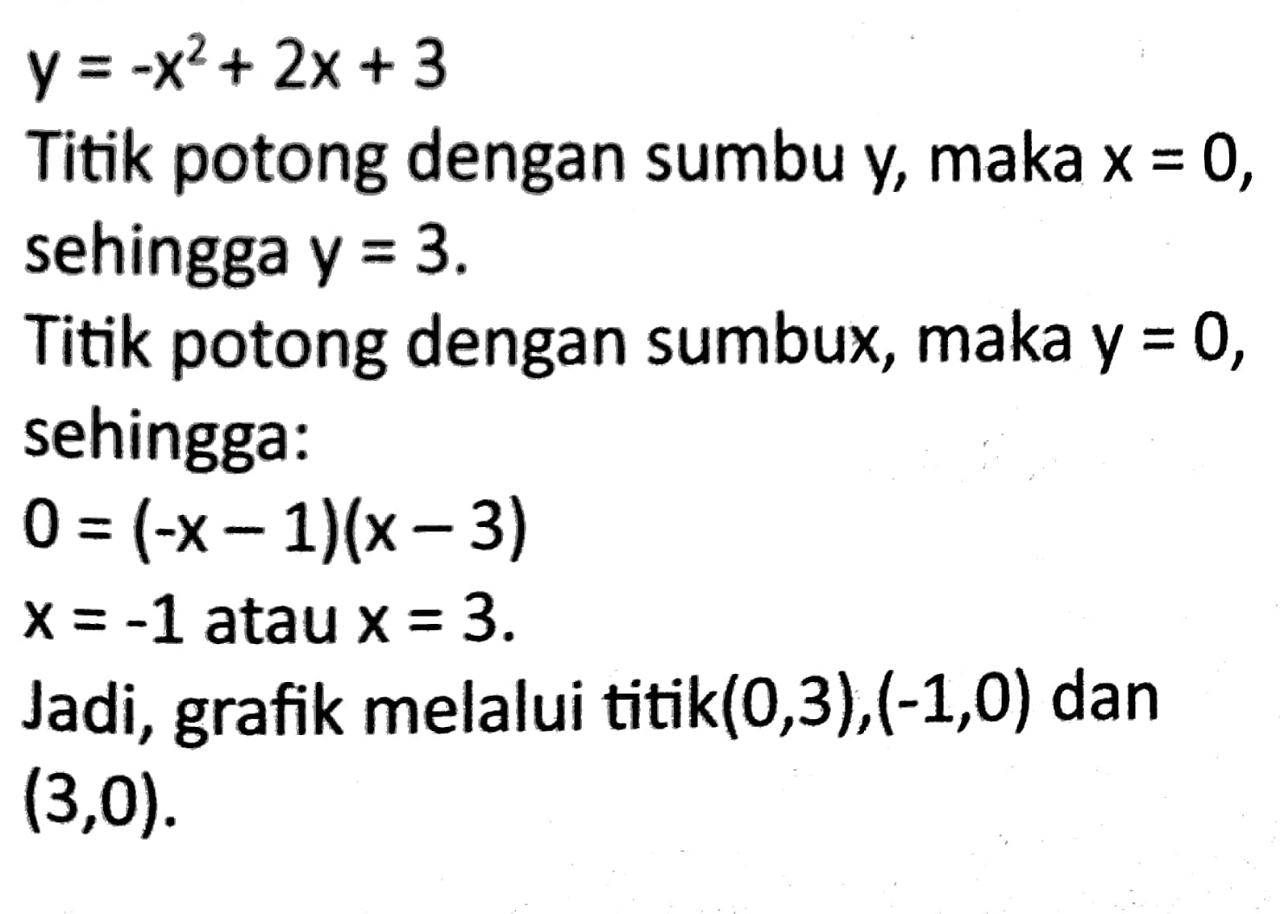 y = -x² + 2x + 3
Titik potong dengan sumbu y, maka x = 0,
sehingga y = 3.
Titik potong dengan sumbux, maka y = 0,
sehingga:
0 = (-x – 1)(x – 3)
x = -1 atau x = 3.
Jadi, grafik melalui titik(0,3),(-1,0) dan
(3,0).